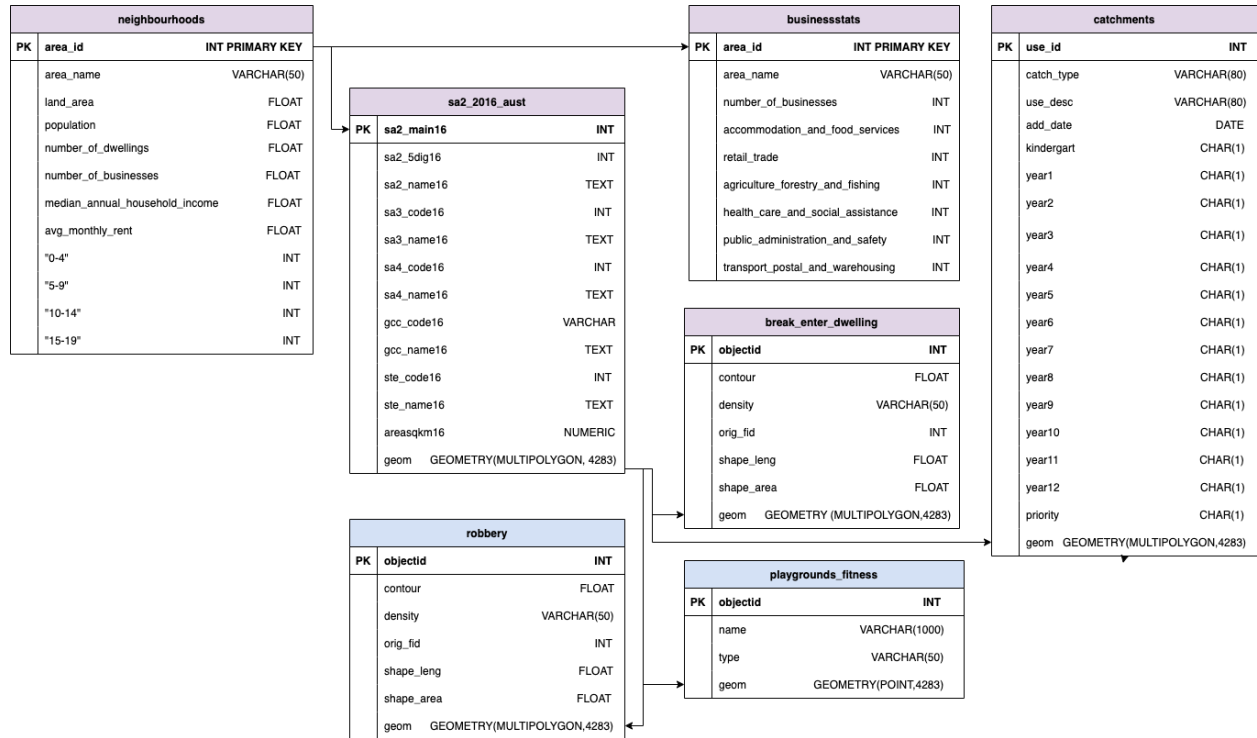 neighbourhoods
PK area_id INT PRIMARY KEY
area_name VARCHAR(50)
land_area FLOAT
population FLOAT
number_of_dwellings FLOAT
number_of_businesses FLOAT
median_annual_household_income FLOAT
avg_monthly_rent FLOAT
"0-4" INT
"5-9" INT
"10-14" INT
"15-19" INT
sa2_2016_aust
PK sa2_main16 INT
sa2_5dig16 INT
sa2_name16 TEXT
sa3_code16 INT
sa3_name16 TEXT
sa4_code16 INT
sa4_name16 TEXT
gcc_code16 VARCHAR
gcc_name16 TEXT
ste_code16 INT
ste_name16 TEXT
areasqkm16 NUMERIC
geom GEOMETRY(MULTIPOLYGON, 4283)
robbery
PK objectid INT
contour FLOAT
density VARCHAR(50)
orig_fid INT
shape_leng FLOAT
shape_area FLOAT
geom GEOMETRY(MULTIPOLYGON,4283)
businessstats
PK area_id INT PRIMARY KEY
area_name VARCHAR(50)
number_of_businesses INT
accommodation_and_food_services INT
retail_trade INT
agriculture_forestry_and_fishing INT
health_care_and_social_assistance INT
public_administration_and_safety INT
transport_postal_and_warehousing INT
break_enter_dwelling
PK objectid INT
contour FLOAT
density VARCHAR(50)
orig_fid INT
shape_leng FLOAT
shape_area FLOAT
geom GEOMETRY (MULTIPOLYGON,4283)
playgrounds_fitness
PK objectid INT
name VARCHAR(1000)
type VARCHAR(50)
geom GEOMETRY(POINT,4283)
catchments
PK use_id INT
catch_type VARCHAR(80)
use_desc VARCHAR(80)
add_date DATE
kindergart CHAR(1)
year1 CHAR(1)
year2 CHAR(1)
year3 CHAR(1)
year4 CHAR(1)
year5 CHAR(1)
year6 CHAR(1)
year7 CHAR(1)
year8 CHAR(1)
year9 CHAR(1)
year10 CHAR(1)
year11 CHAR(1)
year12 CHAR(1)
priority CHAR(1)
geom GEOMETRY(MULTIPOLYGON,4283)